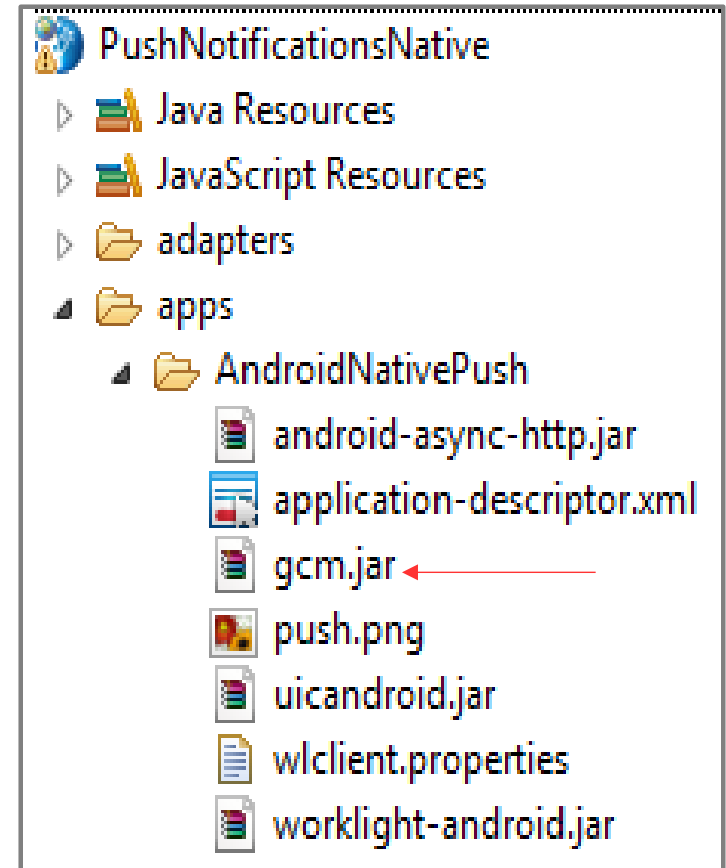 PushNotificationsNative
Java Resources
JavaScript Resources
adapters
apps
AndroidNativePush
android-async-http.jar
application-descriptor.xml
gcm.jar
push.png
uicandroid.jar
wlclient.properties
worklight-android.jar